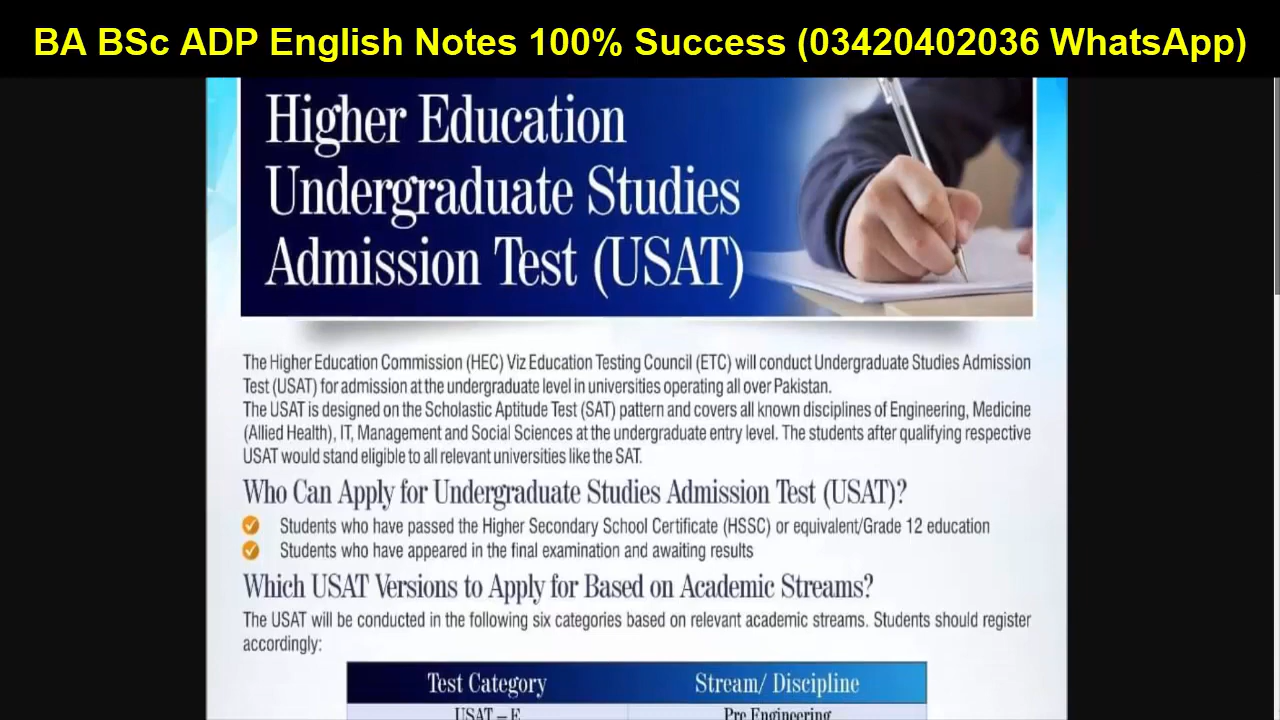 BA BSc ADP English Notes 100% Success (03420402036 WhatsApp)
Higher Education
Undergraduate Studies
Admission Test (USAT)
The Higher Education Commission (HEC) Viz Education Testing Council (ETC) will conduct Undergraduate Studies Admission
Test (USAT) for admission at the undergraduate level in universities operating all over Pakistan.
The USAT is designed on the Scholastic Aptitude Test (SAT) pattern and covers all known disciplines of Engineering, Medicine
(Allied Health), IT, Management and Social Sciences at the undergraduate entry level. The students after qualifying respective
USAT would stand eligible to all relevant universities like the SAT.
Who Can Apply for Undergraduate Studies Admission Test (USAT)?
Students who have passed the Higher Secondary School Certificate (HSSC) or equivalent/Grade 12 education
Students who have appeared in the final examination and awaiting results
Which USAT Versions to Apply for Based on Academic Streams?
The USAT will be conducted in the following six categories based on relevant academic streams. Students should register
accordingly:
Test Category Stream/ Discipline
USAT – E Pre Engineering